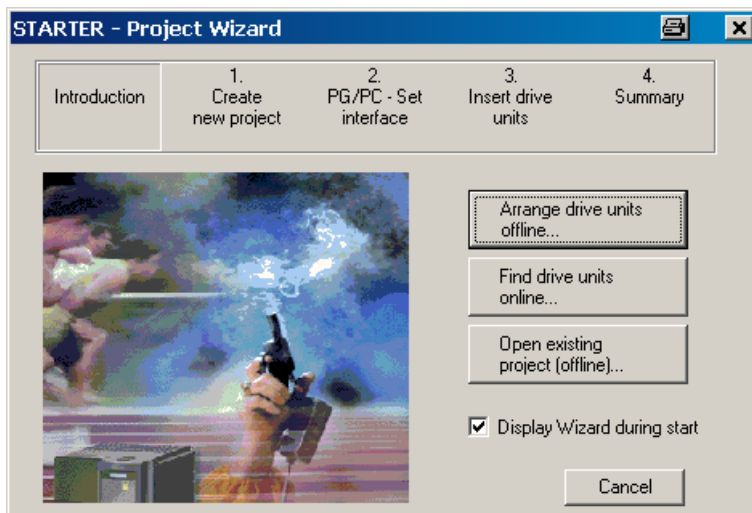 STARTER - Project Wizard
Introduction
1.
Create
new project
2.
PG/PC - Set
interface
3.
Insert drive
units
4.
Summary
Arrange drive units
offline...
Find drive units
online...
Open existing
project (offline)...
Display Wizard during start
Cancel